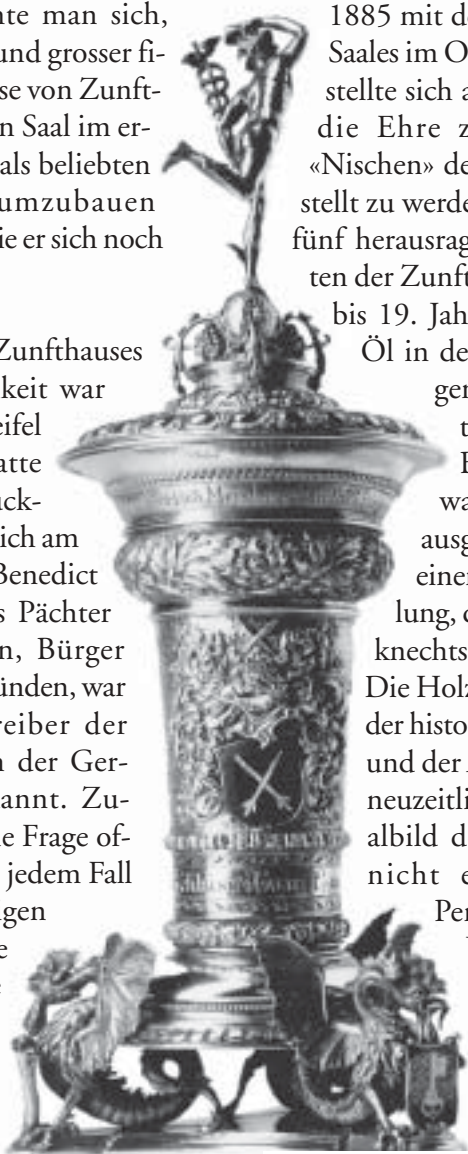 nte man sich,
und grosser fi-
se von Zunft-
n Saal im er-
als beliebten
umzubauen
ie er sich noch
Zunfthauses
keit war
eifel
atte
ück-
ich am
Benedict
s Pächter
n, Bürger
ünden, war
reiber der
n der Ger-
annt. Zu-
e Frage of-
jedem Fall
gen
e
1885 mit de
Saales im O
stellte sich a
die Ehre z
«Nischen» de
stellt zu werde
fünf herausrag
ten der Zunft
bis 19. Jah
Öl in de
ger
t
wa
ausg
einer
lung, d
knechts
Die Holz
der histo
und der
neuzeitli
albild d
nicht e
Per